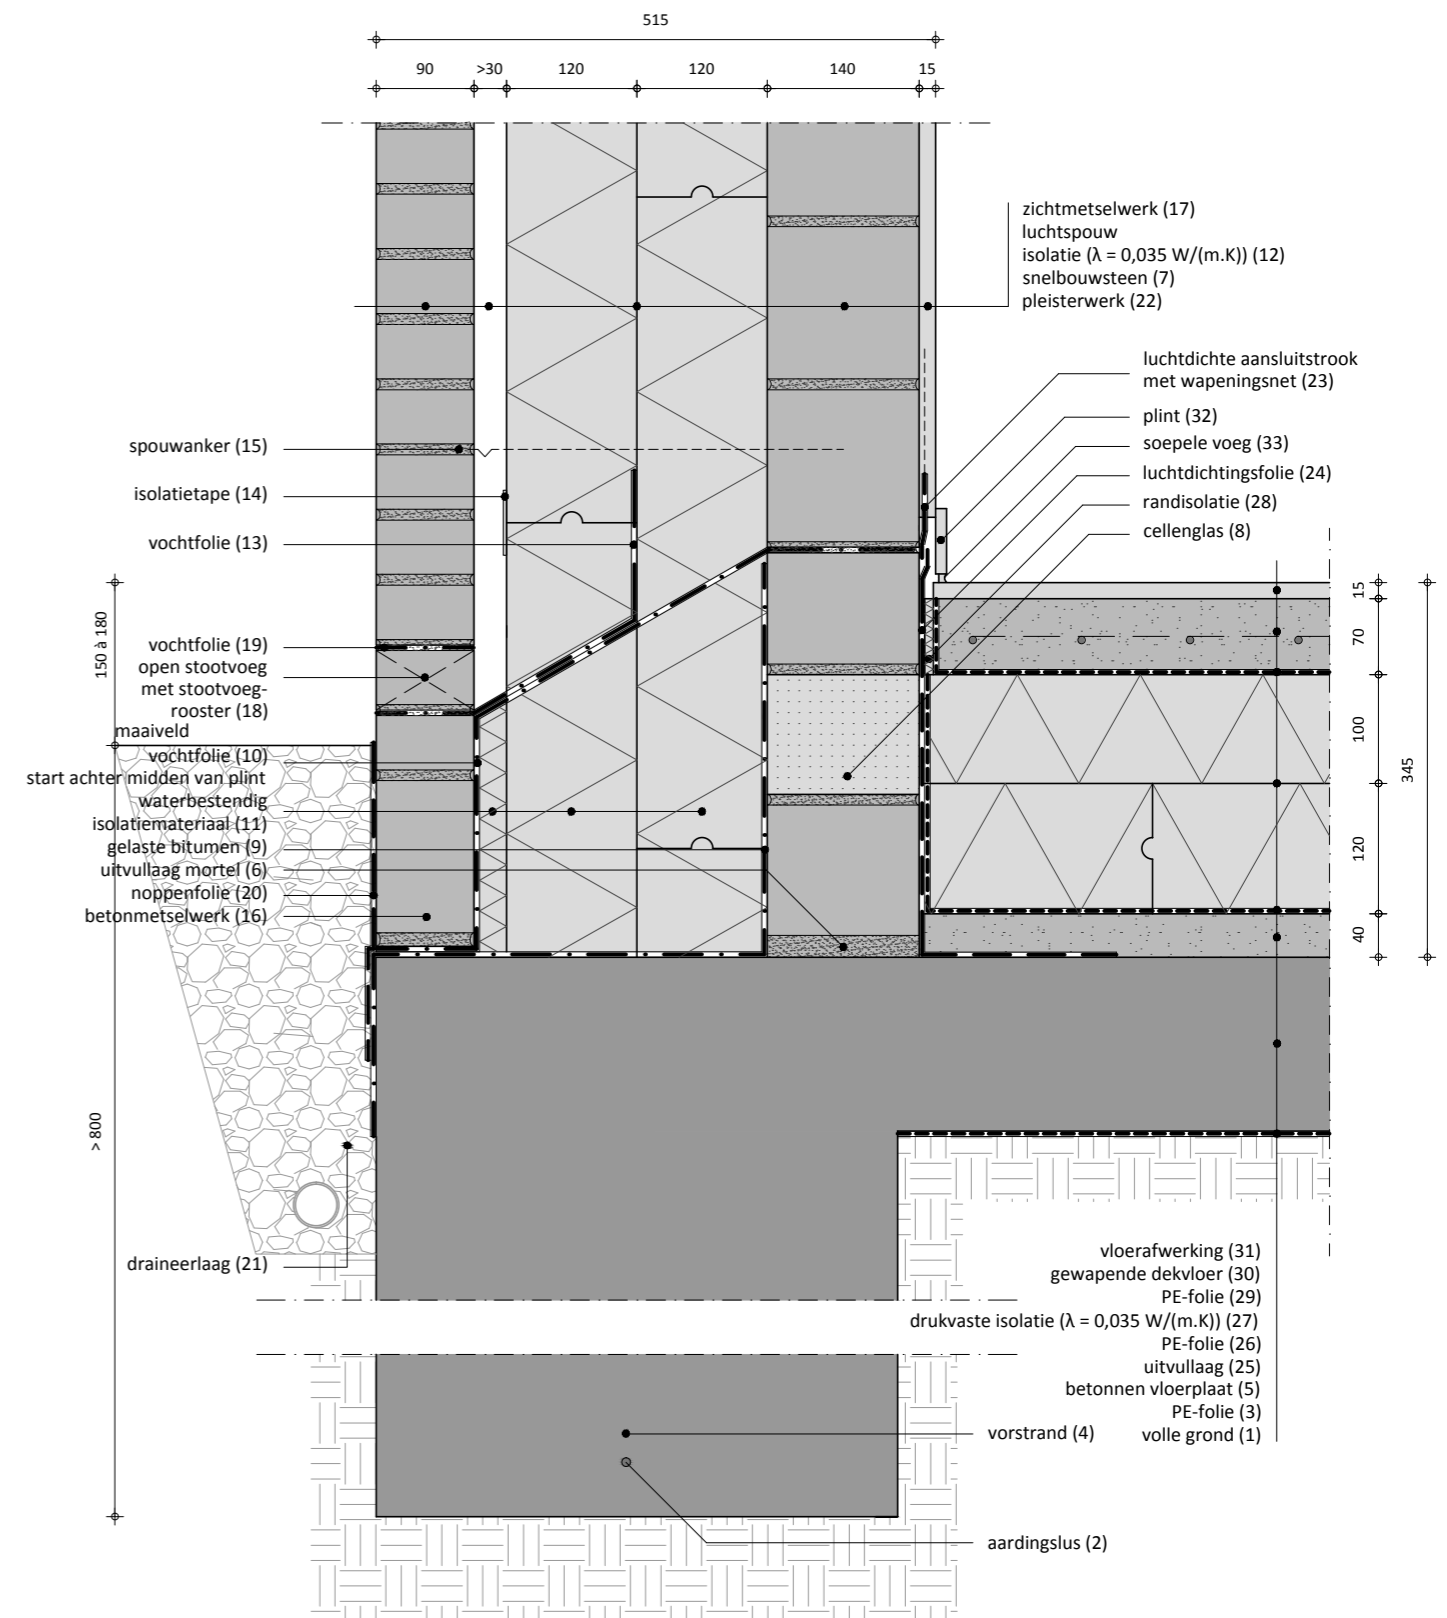 515
90
>30
120
120
140
15
zichtmetselwerk (17)
luchtspouw
isolatie (λ = 0,035 W/(m.K)) (12)
snelbouwsteen (7)
pleisterwerk (22)
luchtdichte aansluitstrook
met wapeningsnet (23)
plint (32)
soepele voeg (33)
luchtdichtingsfolie (24)
randisolatie (28)
cellenglas (8)
spouwanker (15)
isolatietape (14)
vochtfolie (13)
vochtfolie (19)
open stootvoeg
met stootvoeg-
rooster (18)
maaiveld
vochtfolie (10)
start achter midden van plint
waterbestendig
isolatiemateriaal (11)
gelaste bitumen (9)
uitvullaag mortel (6)
noppenfolie (20)
betonmetselwerk (16)
150 à 180
> 800
15
70
100
120
40
345
draineerlaag (21)
vloerafwerking (31)
gewapende dekvloer (30)
PE-folie (29)
drukvaste isolatie (λ = 0,035 W/(m.K)) (27)
PE-folie (26)
uitvullaag (25)
betonnen vloerplaat (5)
PE-folie (3)
volle grond (1)
vorstrand (4)
aardingslus (2)